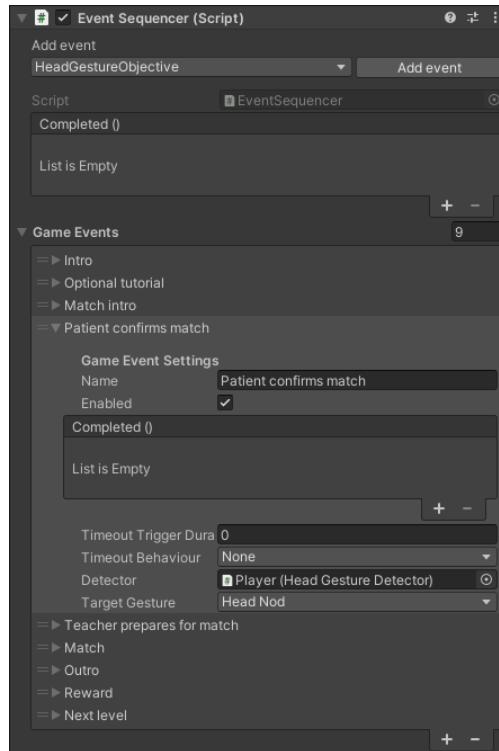 Event Sequencer (Script)
Add event
HeadGestureObjective Add event
Script EventSequencer
Completed ()
List is Empty
+ -
Game Events 9
Intro
Optional tutorial
Match intro
Patient confirms match
Game Event Settings
Name Patient confirms match
Enabled
Completed ()
List is Empty
+ -
Timeout Trigger Dura 0
Timeout Behaviour None
Detector Player (Head Gesture Detector)
Target Gesture Head Nod
Teacher prepares for match
Match
Outro
Reward
Next level
+ -